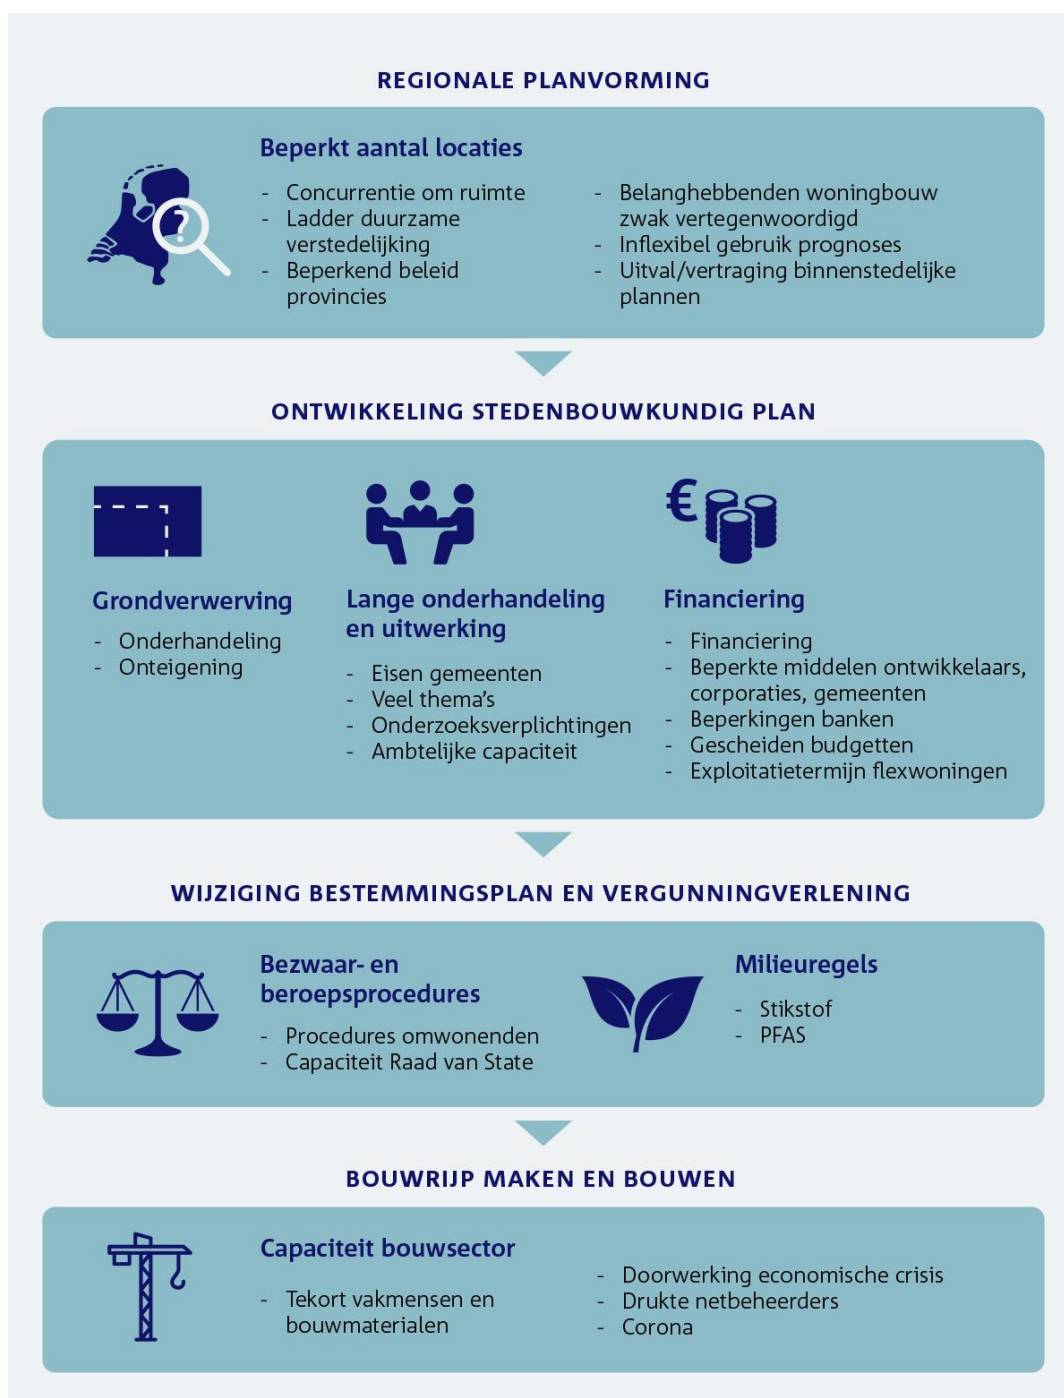 REGIONALE PLANVORMING
Beperkt aantal locaties
- Concurrentie om ruimte
- Ladder duurzame
verstedelijking
- Beperkend beleid
provincies
- Belanghebbenden woningbouw
zwak vertegenwoordigd
- Inflexibel gebruik prognoses
- Uitval/vertraging binnenstedelijke
plannen
?
ONTWIKKELING STEDENBOUWKUNDIG PLAN
Grondverwerving
- Onderhandeling
- Onteigening
Lange onderhandeling
en uitwerking
- Eisen gemeenten
- Veel thema's
- Onderzoeksverplichtingen
- Ambtelijke capaciteit
€
Financiering
- Financiering
- Beperkte middelen ontwikkelaars,
corporaties, gemeenten
- Beperkingen banken
- Gescheiden budgetten
- Exploitatietermijn flexwoningen
WIJZIGING BESTEMMINGSPLAN EN VERGUNNINGVERLENING
Bezwaar- en
beroepsprocedures
- Procedures omwonenden
- Capaciteit Raad van State
Milieuregels
- Stikstof
- PFAS
BOUWRIJP MAKEN EN BOUWEN
Capaciteit bouwsector
- Tekort vakmensen en
bouwmaterialen
- Doorwerking economische crisis
- Drukte netbeheerders
- Corona